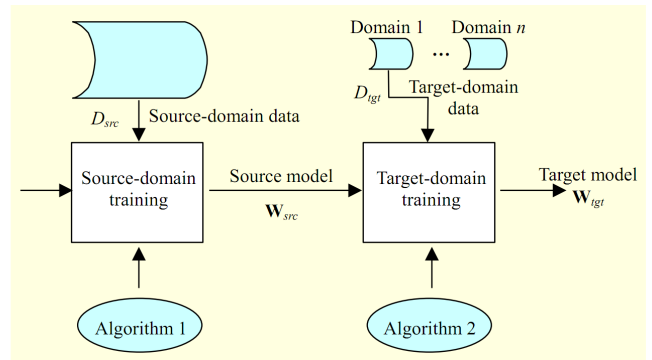 Domain 1 ... Domain n
D_src Source-domain data
D_tgt Target-domain
data
Source-domain
training
Source model
W_src
Target-domain
training
Target model
W_tgt
Algorithm 1
Algorithm 2